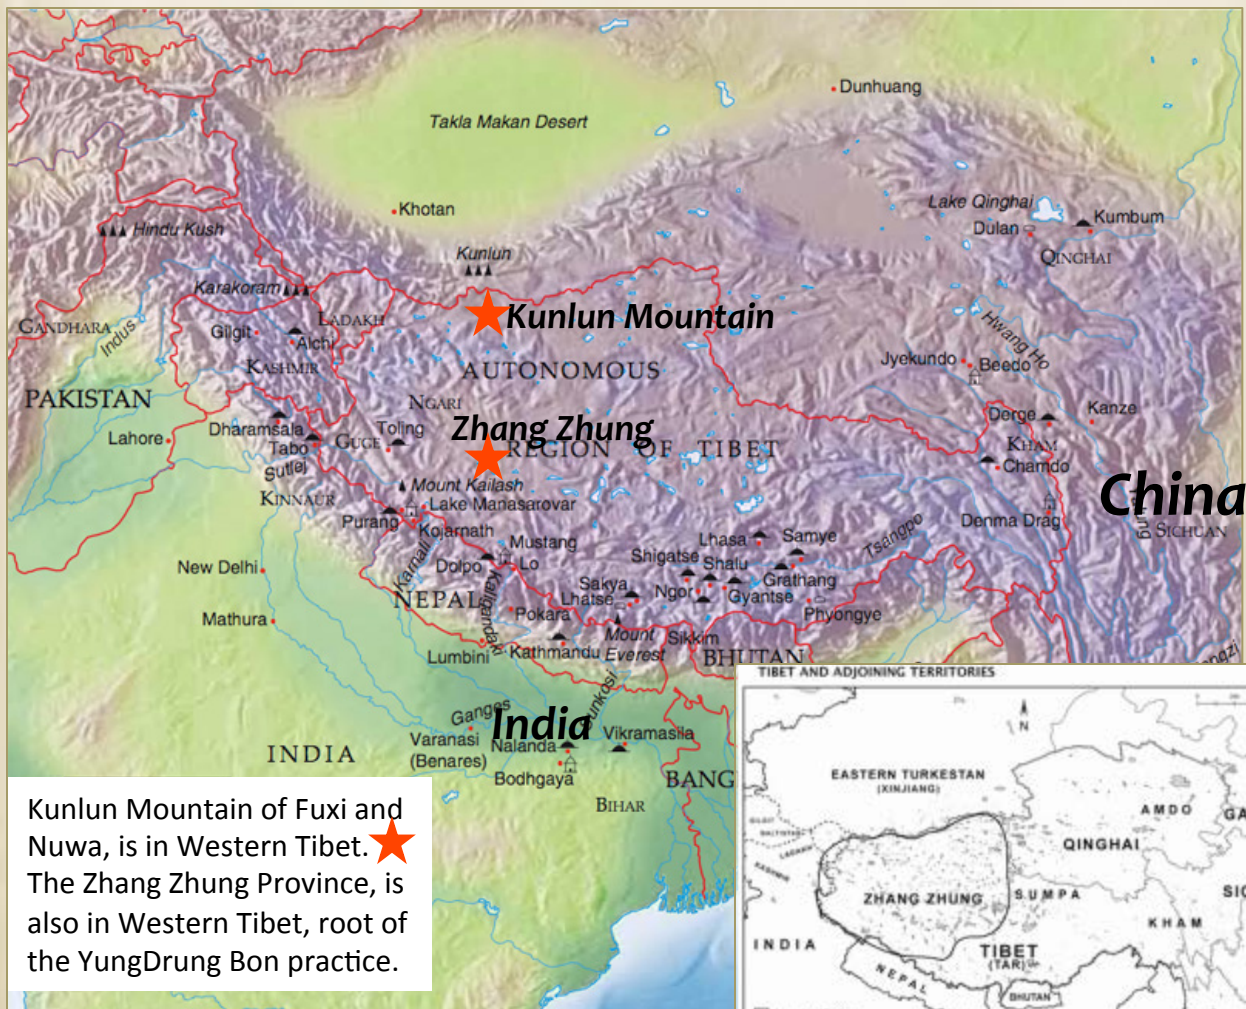 Dunhuang
Takla Makan Desert
Khotan
Lake Qinghai
Kumbum
Dulan
QINGHAI
Hindu Kush
Kunlun
Karakoram
LADAKH
Kunlun Mountain
GANDHARA
Indus
Gilgit
Alchi
KASHMIR
Hwang Ho
Jyekundo
Beedo
AUTONOMOUS
PAKISTAN
NGARI
Derge
Kanze
Dharamsala
Toling
Zhang Zhung
Lahore
Tabo
GUGE
REGION OF TIBET
KHAM
Sutlej
Chamdo
KINNAUR
Mount Kailash
Lake Manasarovar
China
Purang
Kojarnath
Denma Drag
SICHUAN
Mustang
Lhasa
Samye
Tsangpo
Karnali
Dolpo
Lo
Shigatse
Shalu
New Delhi
Grathang
Sakya
Lhatse
Ngor
Gyantse
NEPAL
Kaligandaki
Pokara
Phyongye
Mathura
Mount
Everest
Sikkim
Lumbini
Kathmandu
BHUTAN
Ganges
India
Vikramasila
Varanasi
(Benares)
Nalanda
INDIA
Bodhgaya
BANG
BIHAR
Kunlun Mountain of Fuxi and
Nuwa, is in Western Tibet.
The Zhang Zhung Province, is
also in Western Tibet, root of
the YungDrung Bon practice.
TIBET AND ADJOINING TERRITORIES
N
EASTERN TURKESTAN
(XINJIANG)
AMDO
GA
QINGHAI
LADAKH
KASHMIR
ZHANG ZHUNG
SUMPA
SIC
KHAM
INDIA
TIBET
(TAR)
NEPAL
BHUTAN